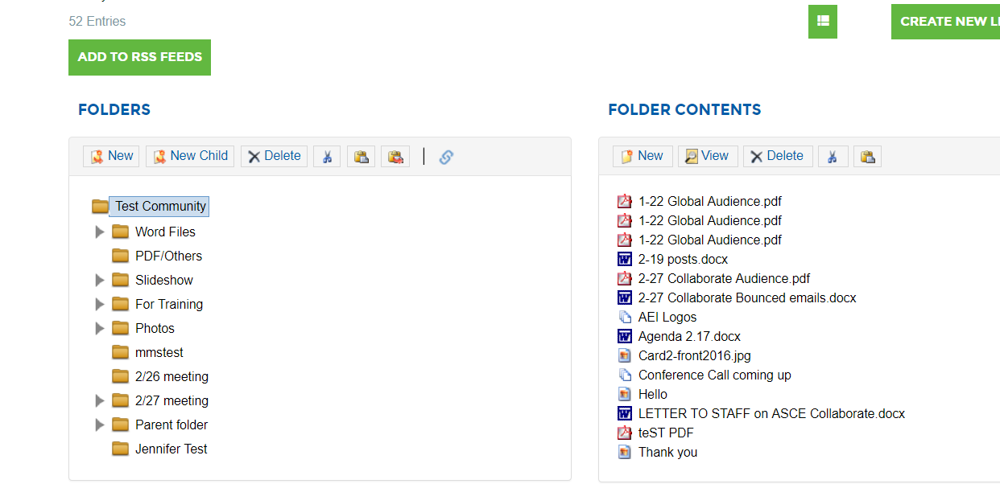 52 Entries
CREATE NEW
ADD TO RSS FEEDS
FOLDERS
New
New Child
Delete
Test Community
Word Files
PDF/Others
Slideshow
For Training
Photos
mmstest
2/26 meeting
2/27 meeting
Parent folder
Jennifer Test
FOLDER CONTENTS
New
View
Delete
1-22 Global Audience.pdf
1-22 Global Audience.pdf
1-22 Global Audience.pdf
2-19 posts.docx
2-27 Collaborate Audience.pdf
2-27 Collaborate Bounced emails.docx
AEI Logos
Agenda 2.17.docx
Card2-front2016.jpg
Conference Call coming up
Hello
LETTER TO STAFF on ASCE Collaborate.docx
teST PDF
Thank you